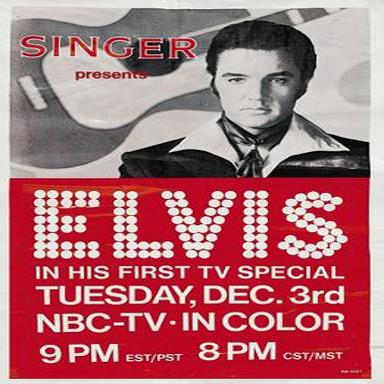 SINGER
presents
ELVIS
IN HIS FIRST TV SPECIAL
TUESDAY, DEC. 3rd
NBC-TV • IN COLOR
9 PM EST/PST 8 PM CST/MST